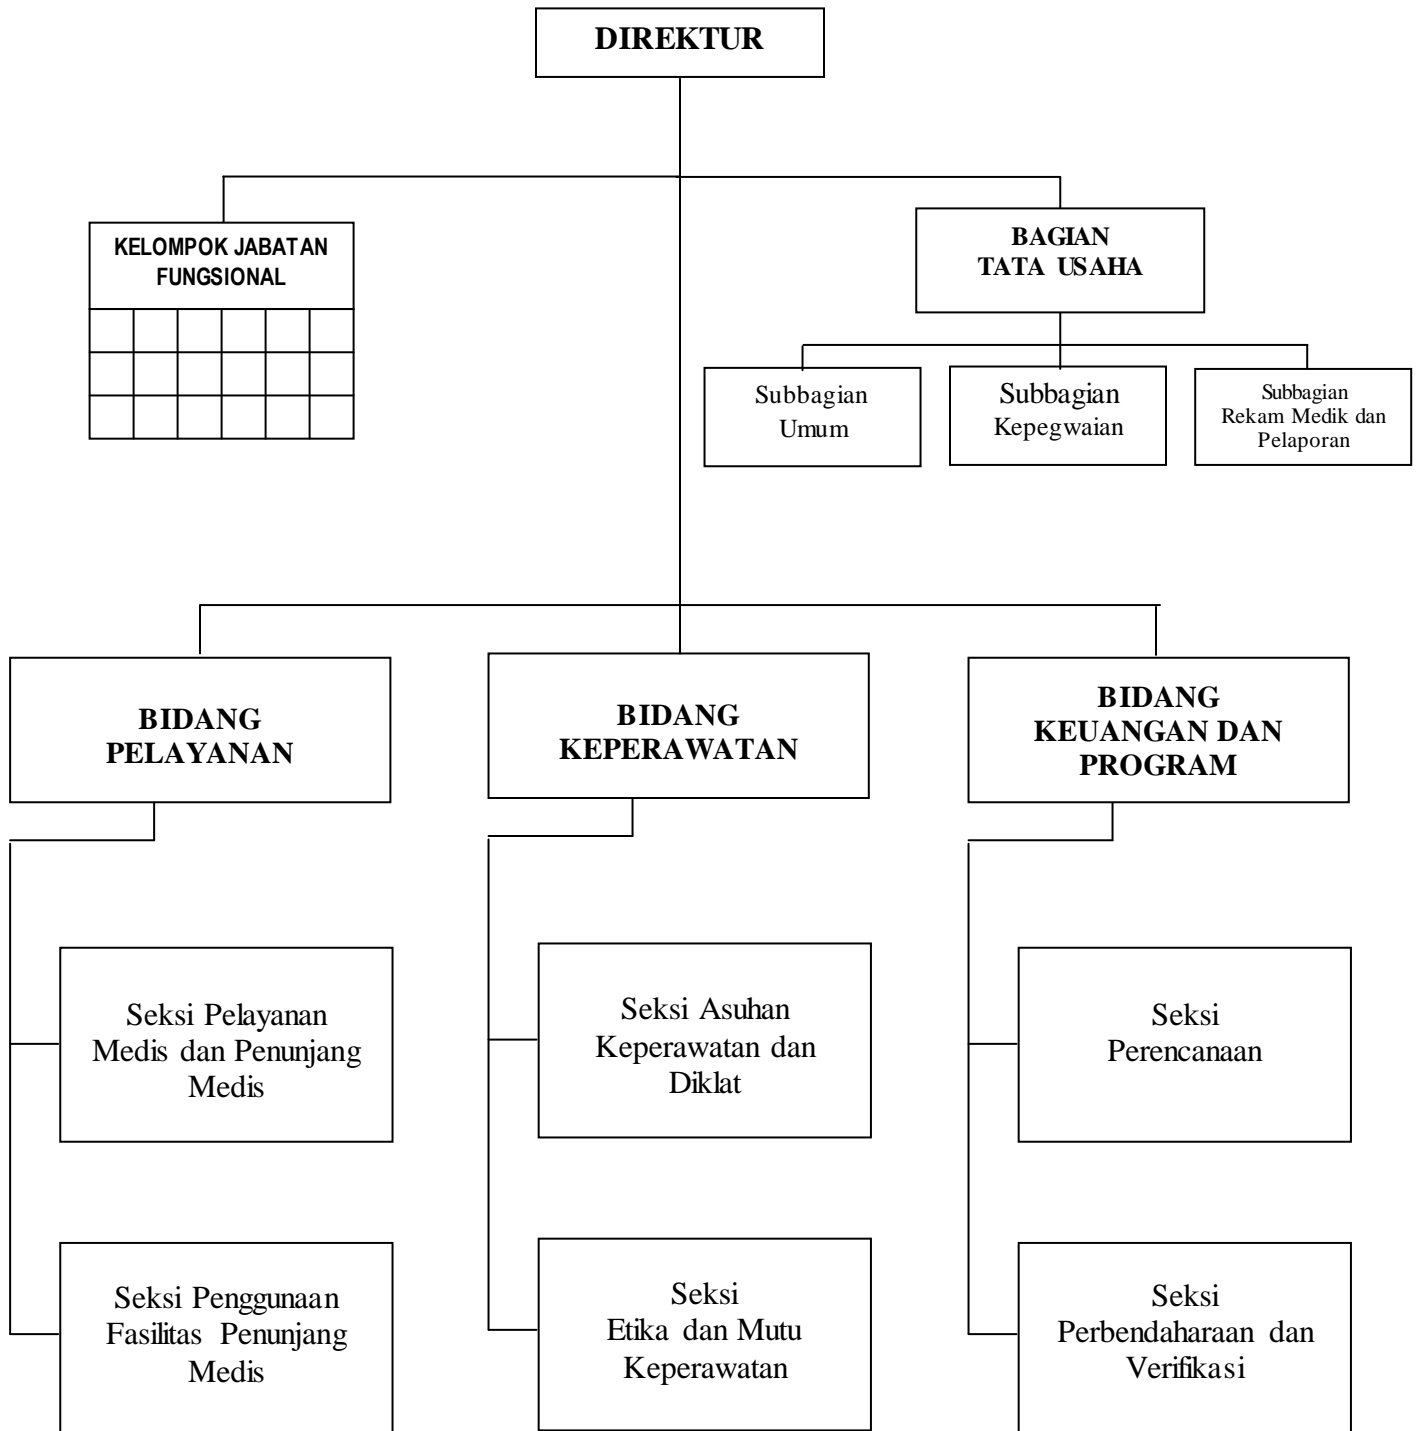 DIREKTUR
KELOMPOK JABATAN
FUNGSIONAL
BAGIAN
TATA USAHA
Subbagian
Umum
Subbagian
Kepegwaian
Subbagian
Rekam Medik dan
Pelaporan
BIDANG
PELAYANAN
BIDANG
KEPERAWATAN
BIDANG
KEUANGAN DAN
PROGRAM
Seksi Pelayanan
Medis dan Penunjang
Medis
Seksi Asuhan
Keperawatan dan
Diklat
Seksi
Perencanaan
Seksi Penggunaan
Fasilitas Penunjang
Medis
Seksi
Etika dan Mutu
Keperawatan
Seksi
Perbendaharaan dan
Verifikasi